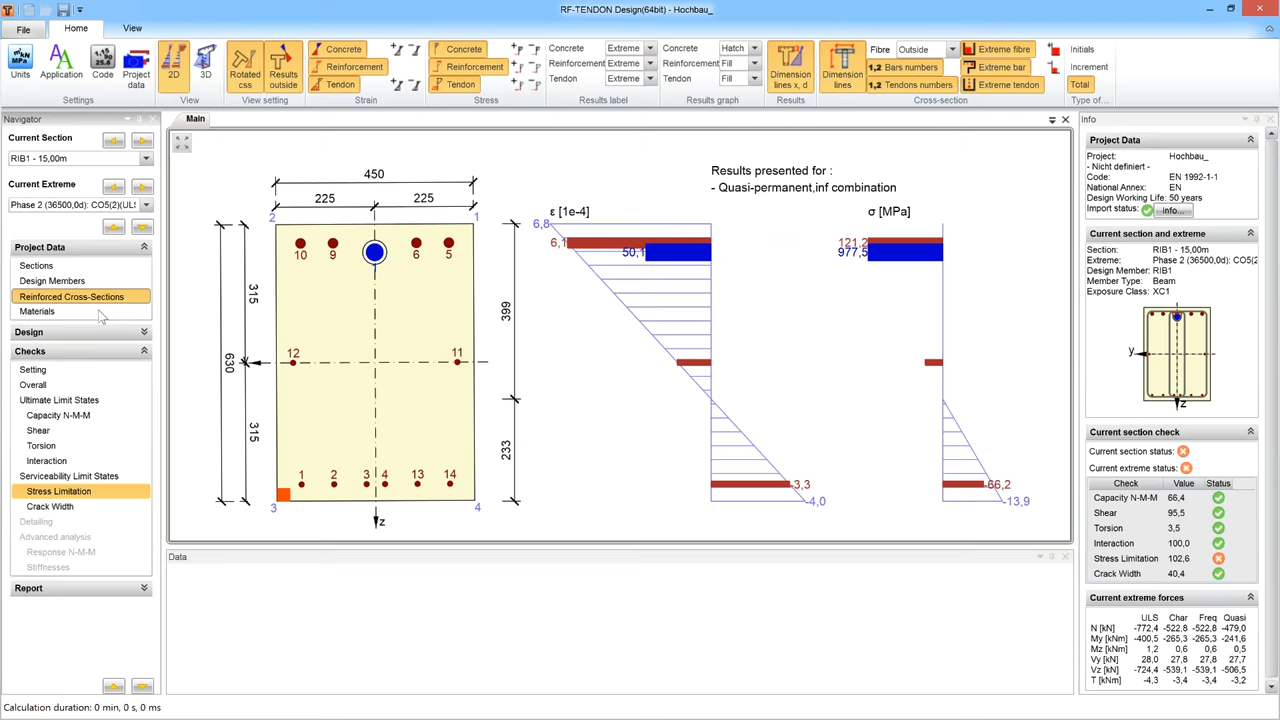 RF-TENDON Design(64bit) - Hochbau_
File Home View
Units Application Code Project data
Settings
2D 3D
View
Rotated css Results outside
View setting
Concrete
Reinforcement
Tendon
Strain
Concrete
Reinforcement
Tendon
Stress
Concrete Extreme
Reinforcement Extreme
Tendon Extreme
Results label
Concrete Hatch
Reinforcement Fill
Tendon Fill
Results graph
Dimension lines x, d
Results
Dimension lines
Fibre Outside
1,2 Bars numbers
1,2 Tendons numbers
Extreme fibre
Extreme bar
Extreme tendon
Cross-section
Initials
Increment
Total
Type of...
Navigator
Current Section
RIB1 - 15,00m
Current Extreme
Phase 2 (36500,0d): CO5(2)(UL
Project Data
Sections
Design Members
Reinforced Cross-Sections
Materials
Design
Checks
Setting
Overall
Ultimate Limit States
Capacity N-M-M
Shear
Torsion
Interaction
Serviceability Limit States
Stress Limitation
Crack Width
Detailing
Advanced analysis
Response N-M-M
Stiffnesses
Report
Main
Results presented for :
- Quasi-permanent,inf combination
450
225 225
2 1
10 9 6 5
12 11
1 2 3 4 13 14
3 4
z
630
315
315
399
233
ε [1e-4]
6,8
6,1
50,1
-3,3
-4,0
σ [MPa]
121,2
977,5
-66,2
-13,9
Data
Info
Project Data
Project: Hochbau_
- Nicht definiert -
Code: EN 1992-1-1
National Annex: EN
Design Working Life: 50 years
Import status: Info...
Current section and extreme
Section: RIB1 - 15,00m
Extreme: Phase 2 (36500,0d): CO5(2
Design Member: RIB1
Member Type: Beam
Exposure Class: XC1
y
z
Current section check
Current section status:
Current extreme status:
Check Value Status
Capacity N-M-M 66,4
Shear 95,5
Torsion 3,5
Interaction 100,0
Stress Limitation 102,6
Crack Width 40,4
Current extreme forces
ULS Char Freq Quasi
N [kN] -772,4 -522,8 -522,8 -479,0
My [kNm] -400,5 -265,3 -265,3 -241,6
Mz [kNm] 1,2 0,6 0,6 0,5
Vy [kN] 28,0 27,8 27,8 27,7
Vz [kN] -724,4 -539,1 -539,1 -506,5
T [kNm] -4,3 -3,4 -3,4 -3,2
Calculation duration: 0 min, 0 s, 0 ms